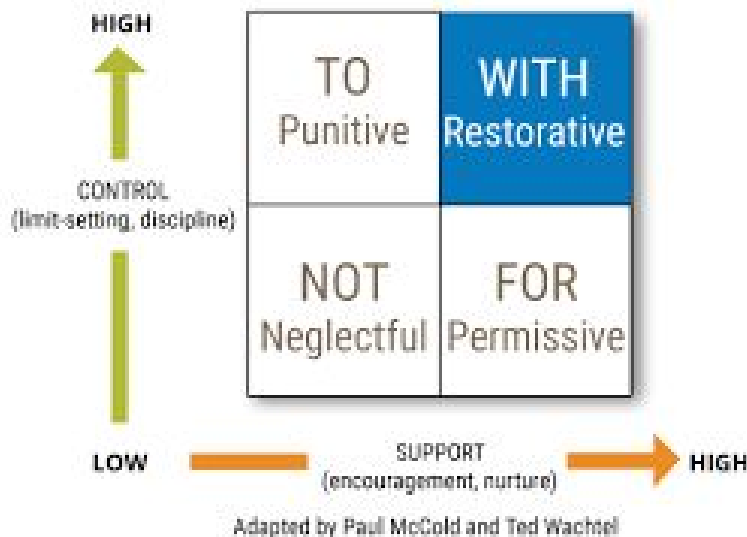 HIGH
TO
Punitive
WITH
Restorative
CONTROL
(limit-setting, discipline)
NOT
Neglectful
FOR
Permissive
LOW
SUPPORT
(encouragement, nurture)
HIGH
Adapted by Paul McCold and Ted Wachtel